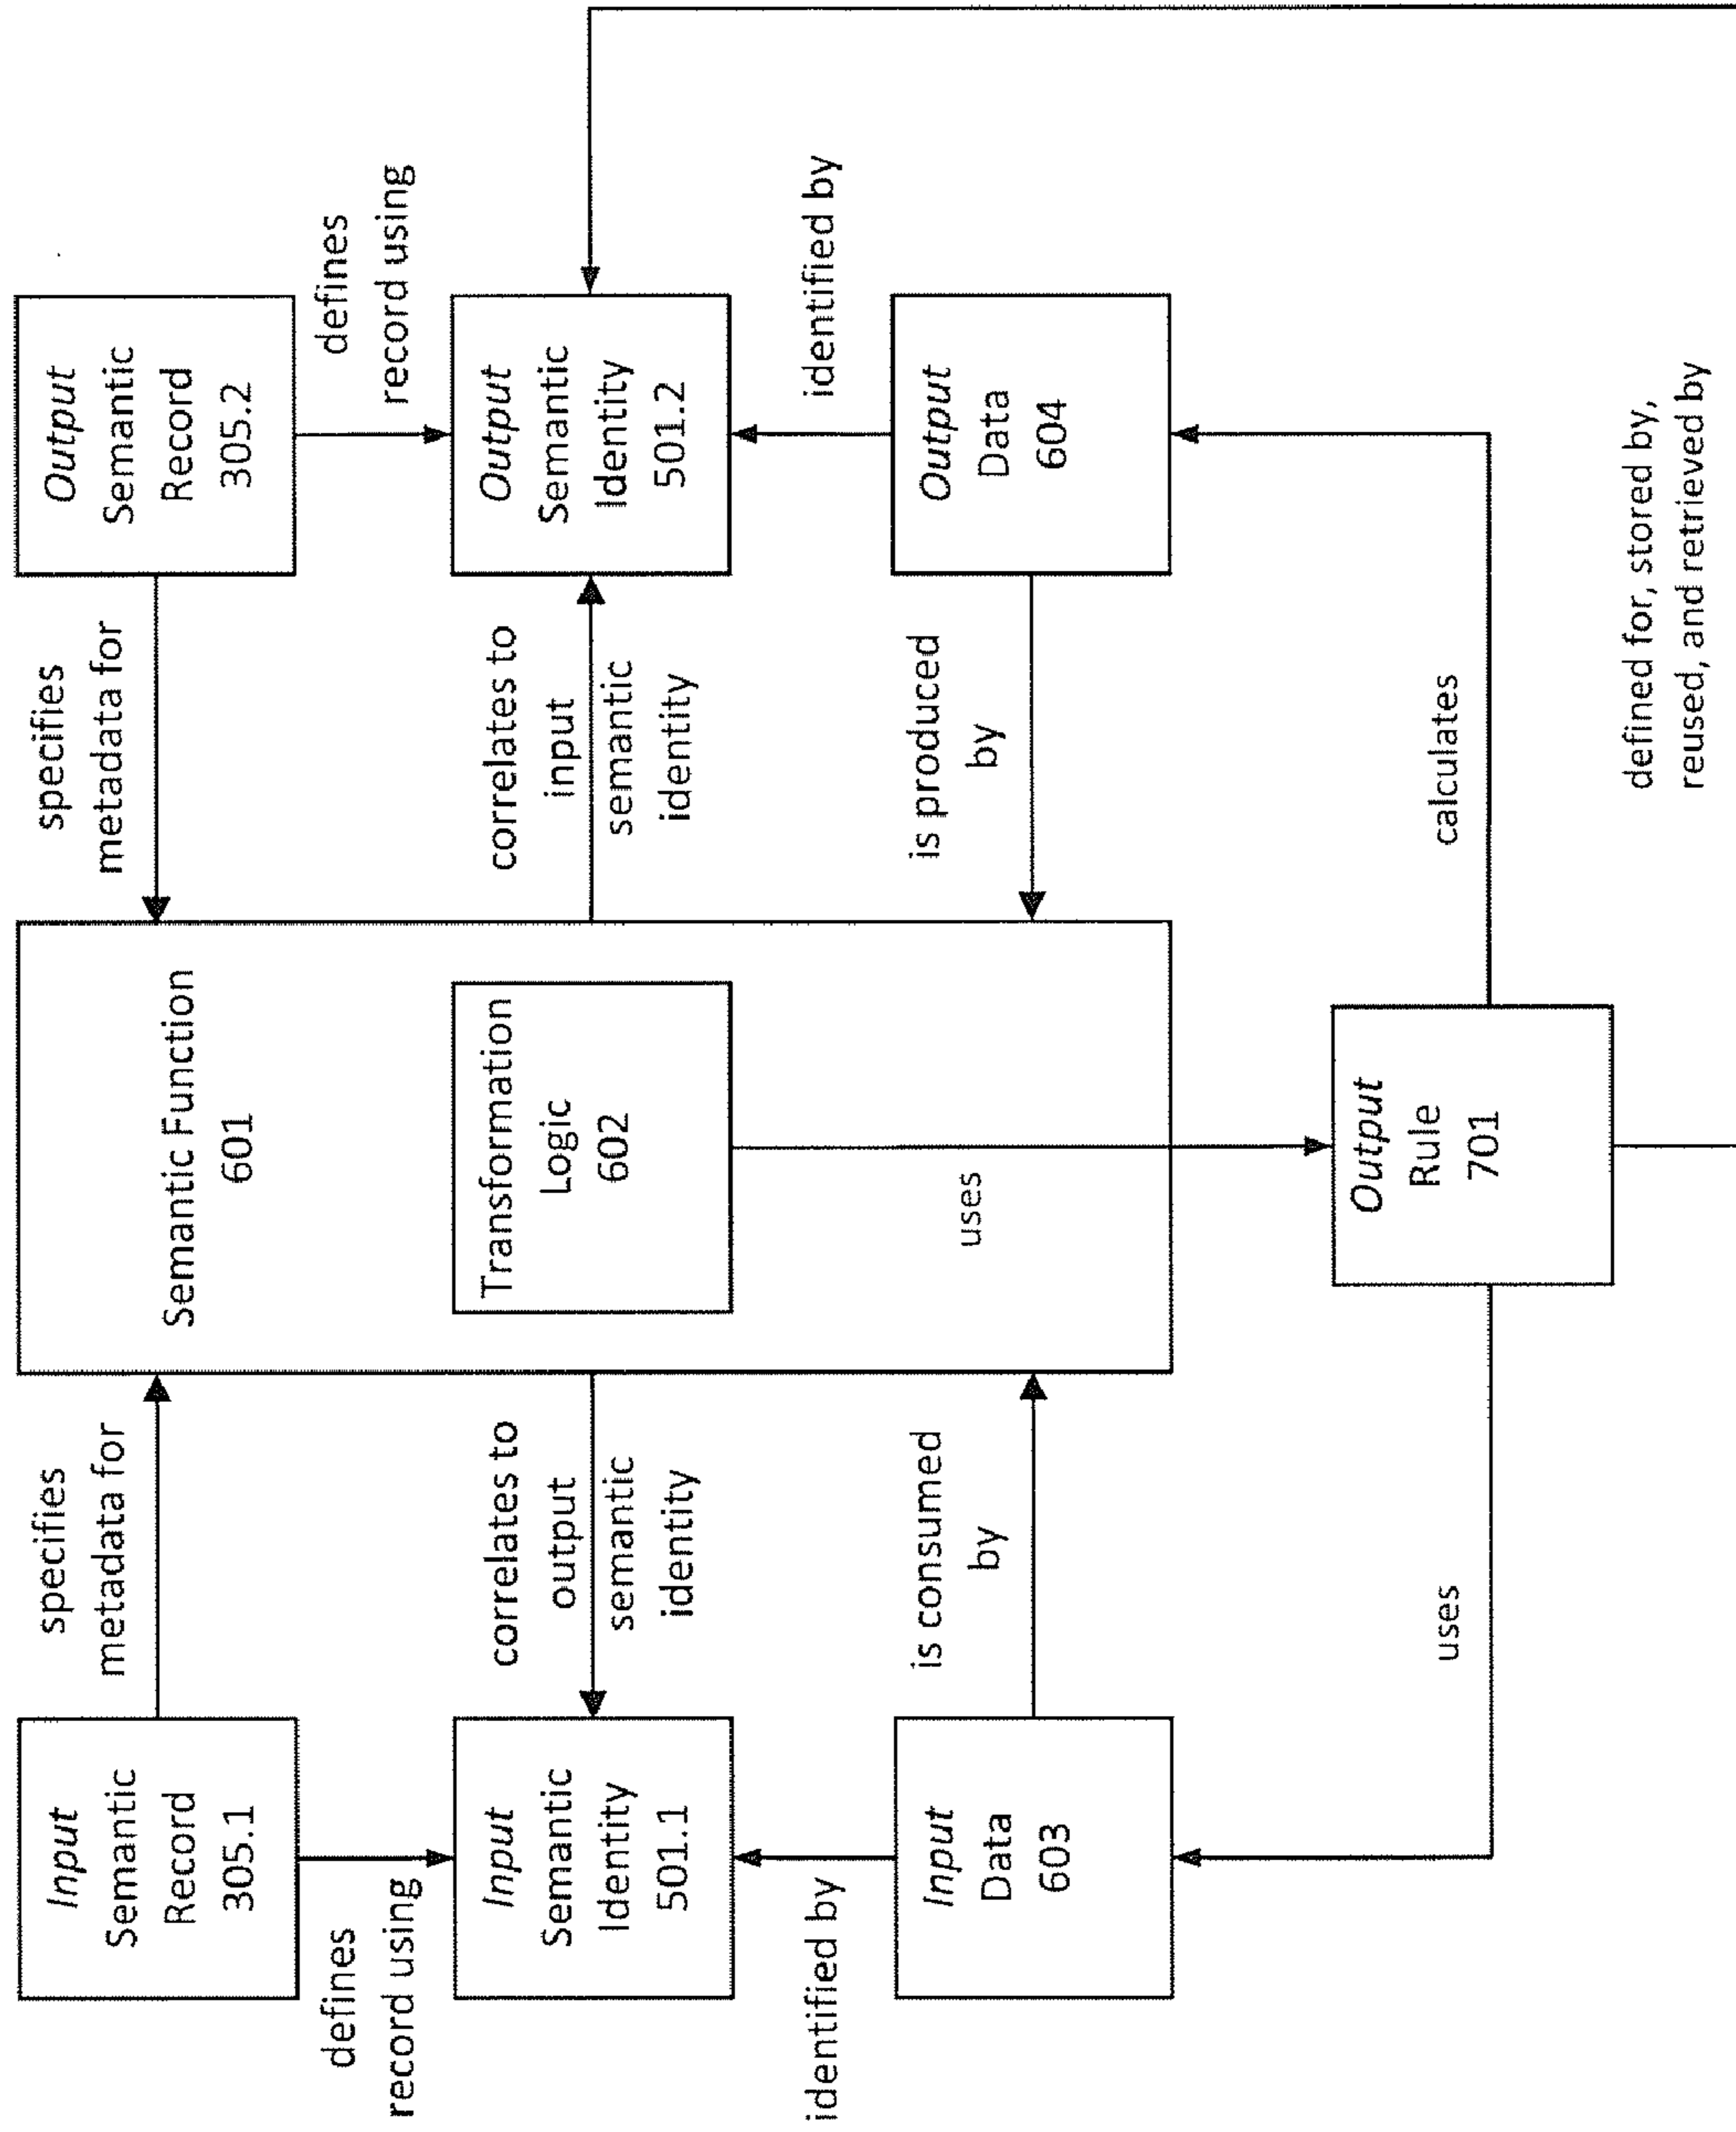 Input
Semantic
Record
305.1
specifies
metadata for
Semantic Function
601
specifies
metadata for
Output
Semantic
Record
305.2
defines
record using
defines
record using
Input
Semantic
Identity
501.1
correlates to
output
semantic
identity
Transformation
Logic
602
correlates to
input
semantic
identity
Output
Semantic
Identity
501.2
identified by
identified by
Input
Data
603
is consumed
by
uses
is produced
by
Output
Data
604
uses
Output
Rule
701
calculates
defined for, stored by,
reused, and retrieved by